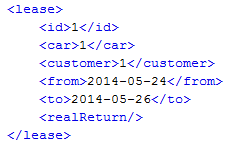 <lease>
<id>1</id>
<car>1</car>
<customer>1</customer>
<from>2014-05-24</from>
<to>2014-05-26</to>
<realReturn/>
</lease>